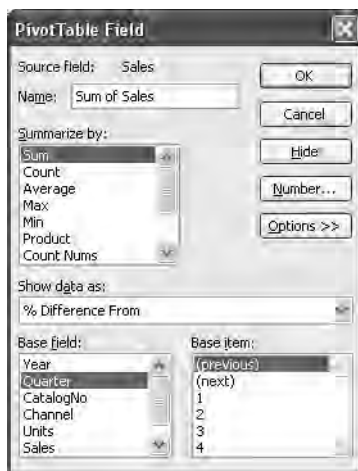 PivotTable Field
Source field: Sales
OK
Name: Sum of Sales
Cancel
Summarize by:
Hide
Sum
Count
Average
Number...
Max
Min
Options >>
Product
Count Nums
Show data as:
% Difference From
Base field:
Base item:
Year
(previous)
Quarter
(next)
CatalogNo
1
Channel
2
Units
3
Sales
4